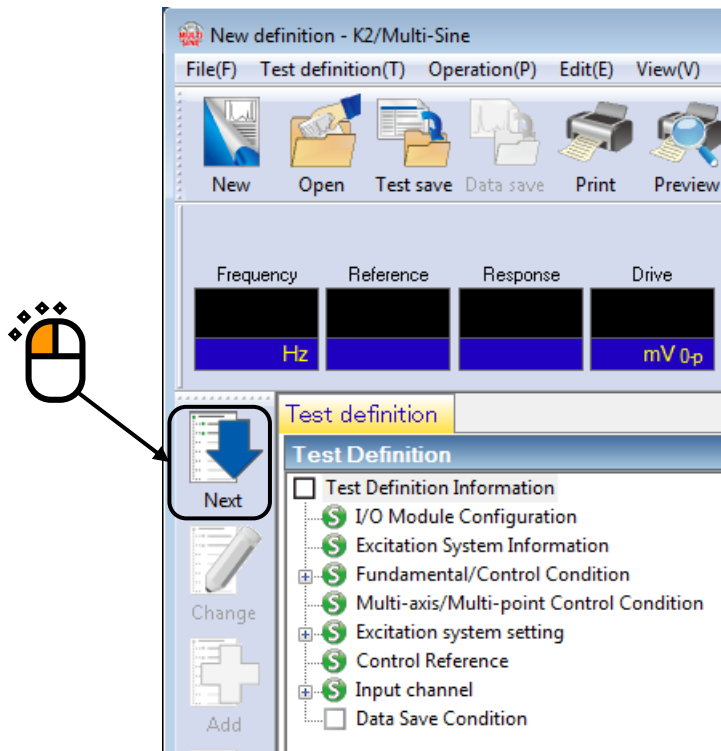 New definition - K2/Multi-Sine
File(F) Test definition(T) Operation(P) Edit(E) View(V)
New Open Test save Data save Print Preview
Frequency Reference Response Drive
Hz mV 0-p
Test definition
Test Definition
Next
Test Definition Information
I/O Module Configuration
Excitation System Information
Fundamental/Control Condition
Change
Multi-axis/Multi-point Control Condition
Excitation system setting
Control Reference
Input channel
Add
Data Save Condition